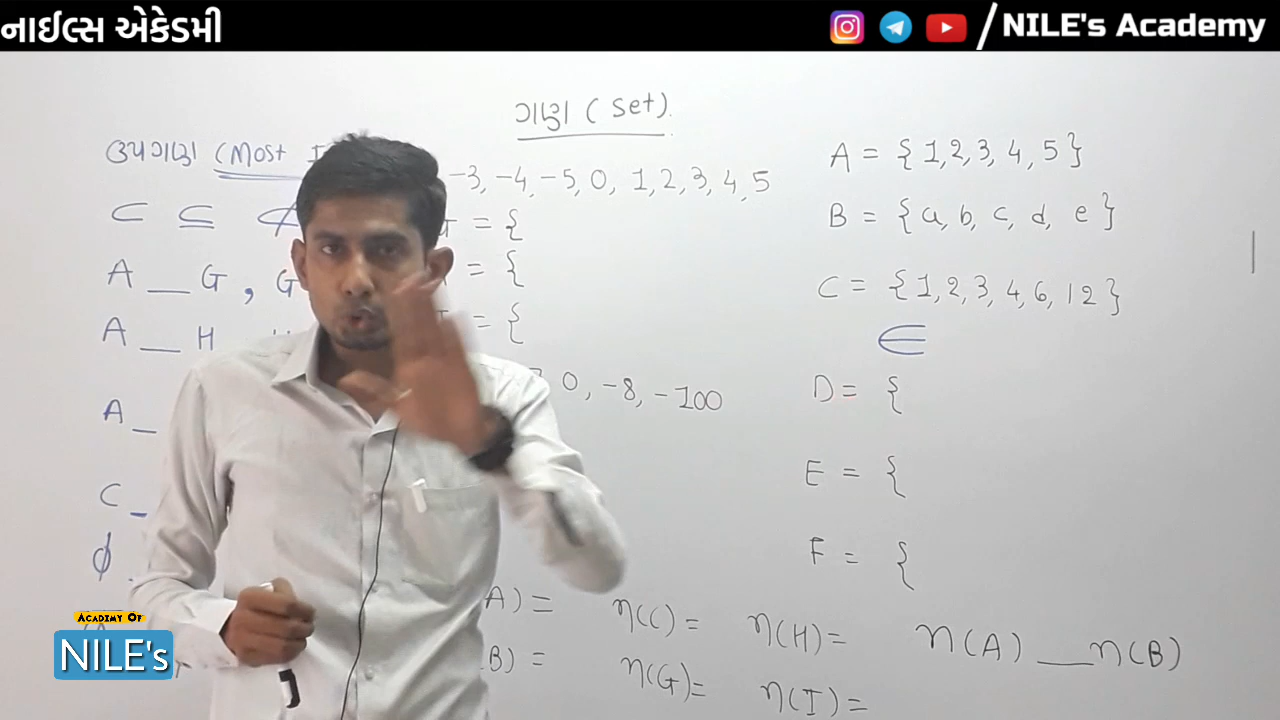 નાઈલ્સ એકેડમી
/NILE's Academy
ગણ (Set).
ઉપગણ (Most I
-3, -4, -5, 0, 1, 2, 3, 4, 5
⊂ ⊆ ⊄
= {
A __ G, G
= {
A __ H
= {
0, -8, -100
A _
C _
ϕ
A = {1, 2, 3, 4, 5}
B = {a, b, c, d, e}
C = {1, 2, 3, 4, 6, 12}
∈
D = {
E = {
F = {
A) = n(C) = n(H) = n(A) __ n(B)
(B) = n(G) = n(I) =
ACADEMY OF
NILE's